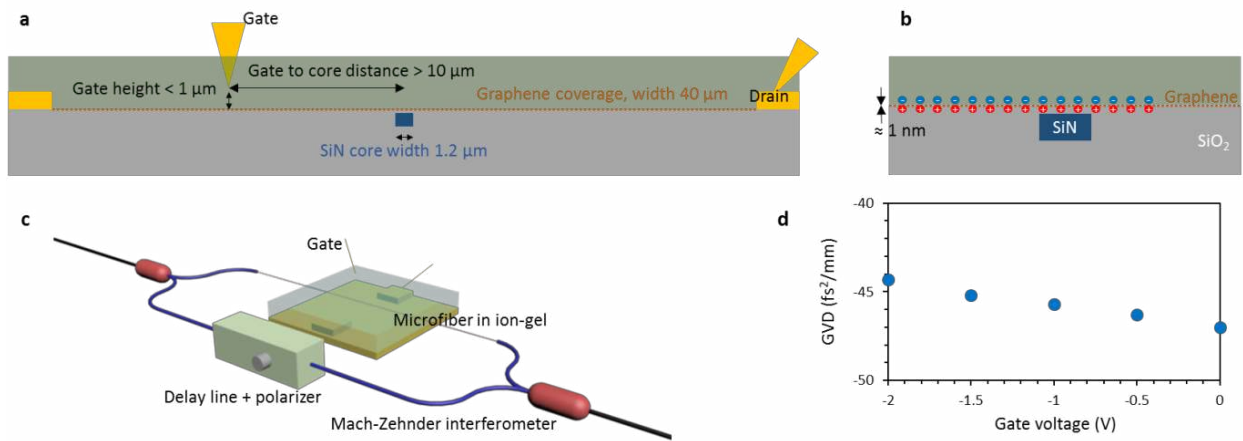 a
Gate
Gate to core distance > 10 μm
Gate height < 1 μm
Graphene coverage, width 40 μm
Drain
SiN core width 1.2 μm
b
Graphene
≈ 1 nm
SiN
SiO2
c
Gate
Microfiber in ion-gel
Delay line + polarizer
Mach-Zehnder interferometer
d
-40
-45
-50
GVD (fs²/mm)
-2
-1.5
-1
-0.5
0
Gate voltage (V)